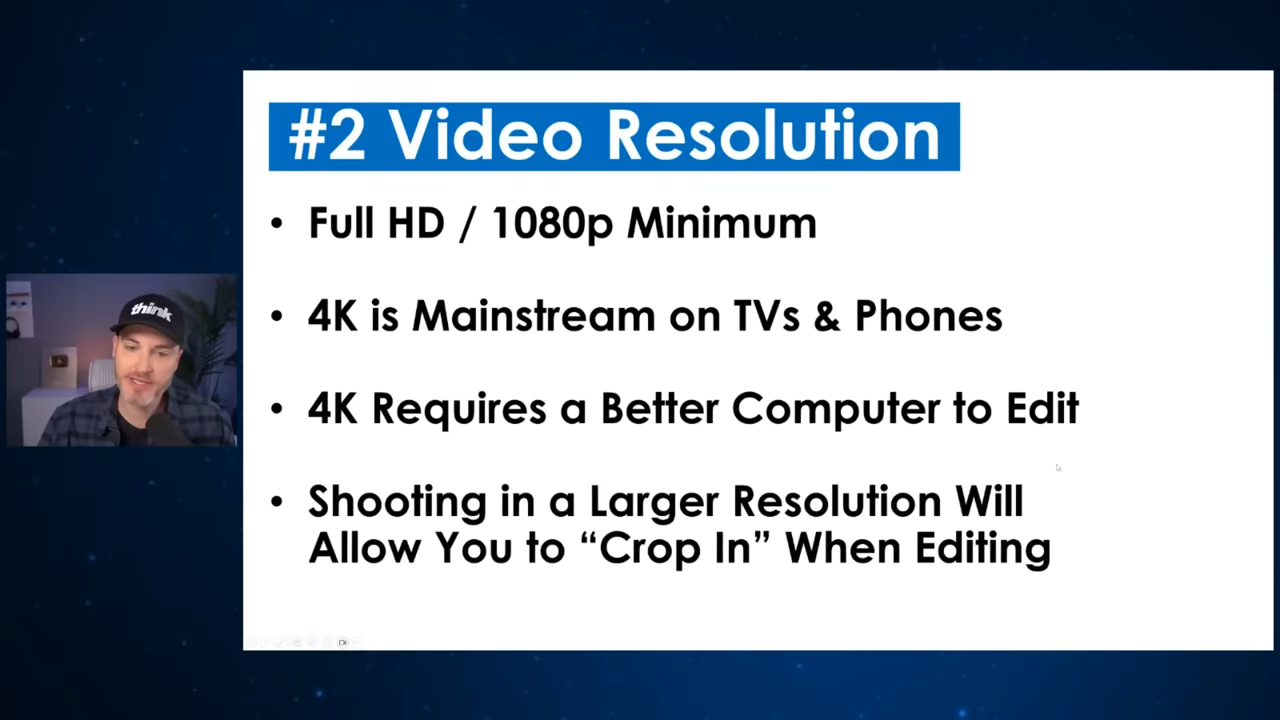 #2 Video Resolution
• Full HD / 1080p Minimum
• 4K is Mainstream on TVs & Phones
• 4K Requires a Better Computer to Edit
• Shooting in a Larger Resolution Will
Allow You to “Crop In” When Editing
think